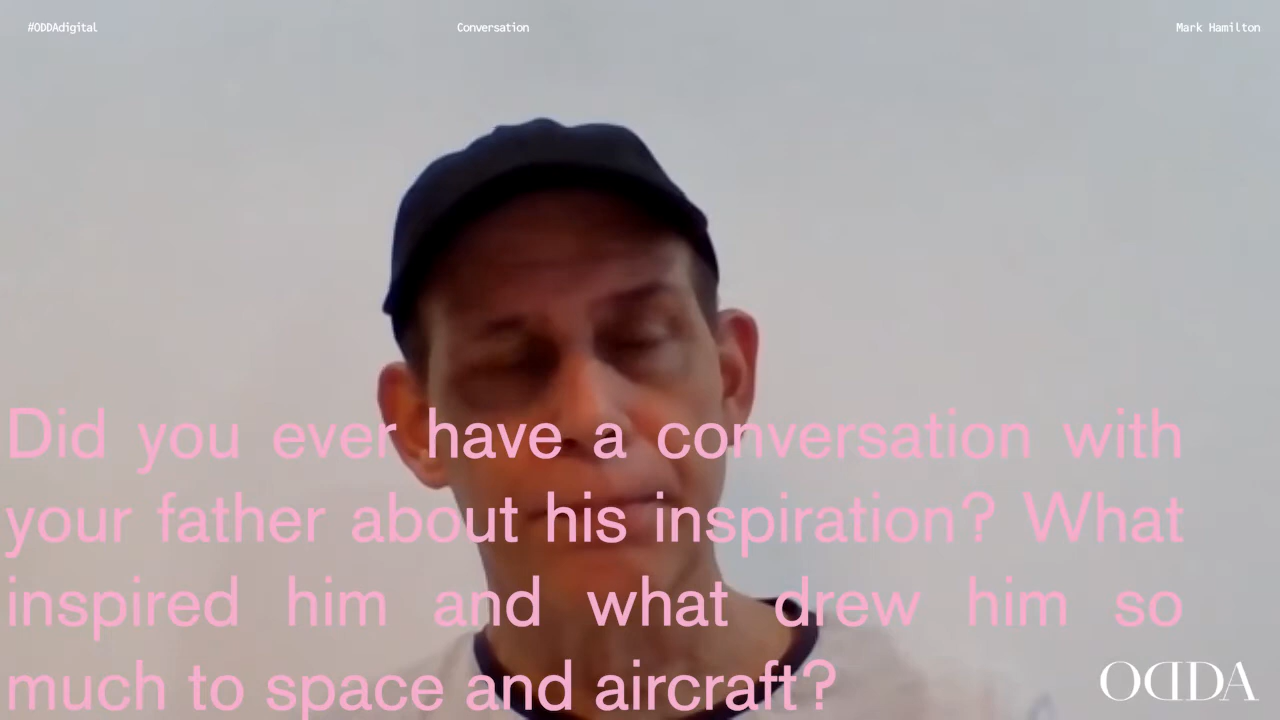 #ODDAdigital
Conversation
Mark Hamilton
Did you ever have a conversation with
your father about his inspiration? What
inspired him and what drew him so
much to space and aircraft?
ODDA